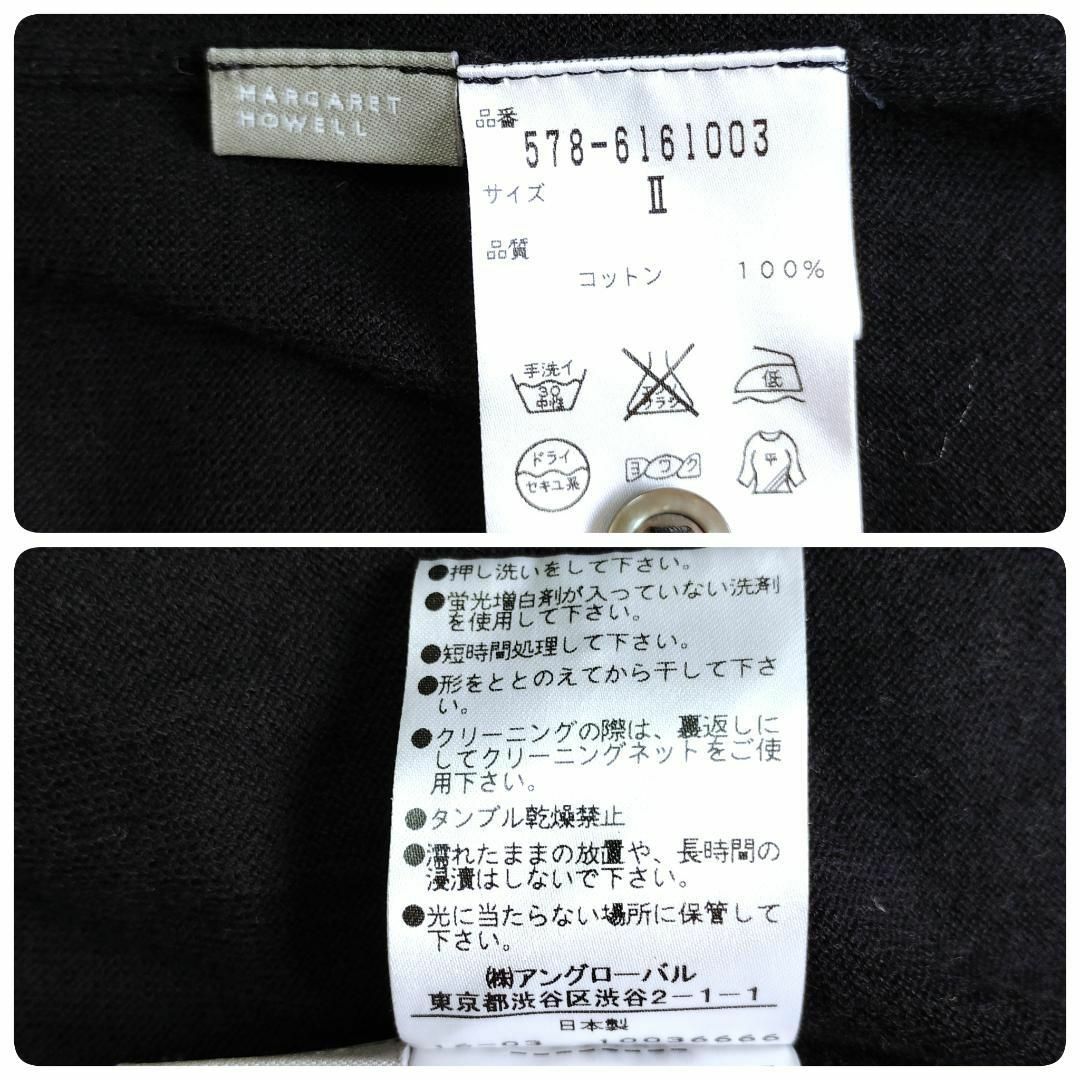 MARGARET
HOWELL
品番
578-6161003
サイズ
Ⅱ
品質
コットン 100%
手洗イ
30
中性
エンソ
サラシ
低
ドライ
セキユ系
ヨワク
平
●押し洗いをして下さい。
●蛍光増白剤が入っていない洗剤
を使用して下さい。
●短時間処理して下さい。
●形をととのえてから干して下さ
い。
●クリーニングの際は、裏返しに
してクリーニングネットをご使
用下さい。
●タンブル乾燥禁止
●濡れたままの放置や、長時間の
浸漬はしないで下さい。
●光に当たらない場所に保管して
下さい。
㈱アングローバル
東京都渋谷区渋谷2-1-1
日本製
16-03 10036666